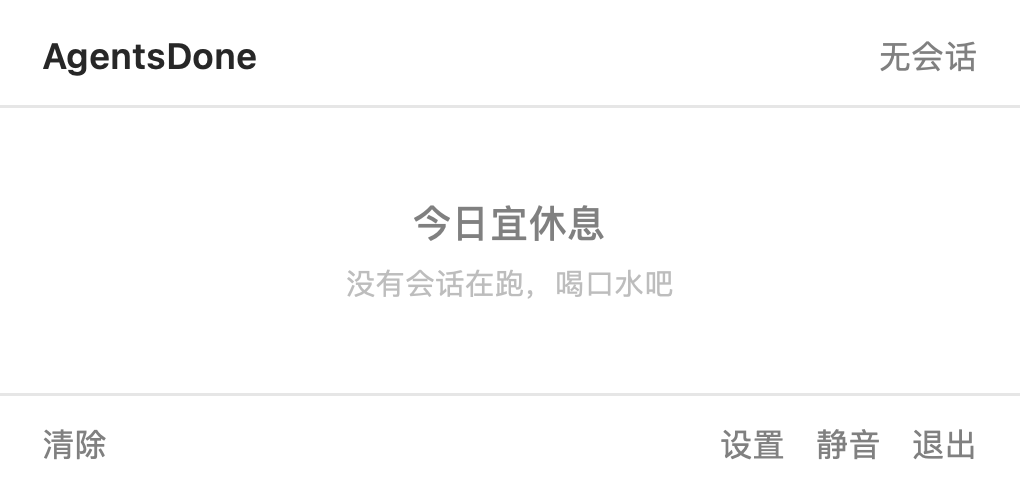 AgentsDone 无会话
今日宜休息
没有会话在跑，喝口水吧
清除 设置 静音 退出